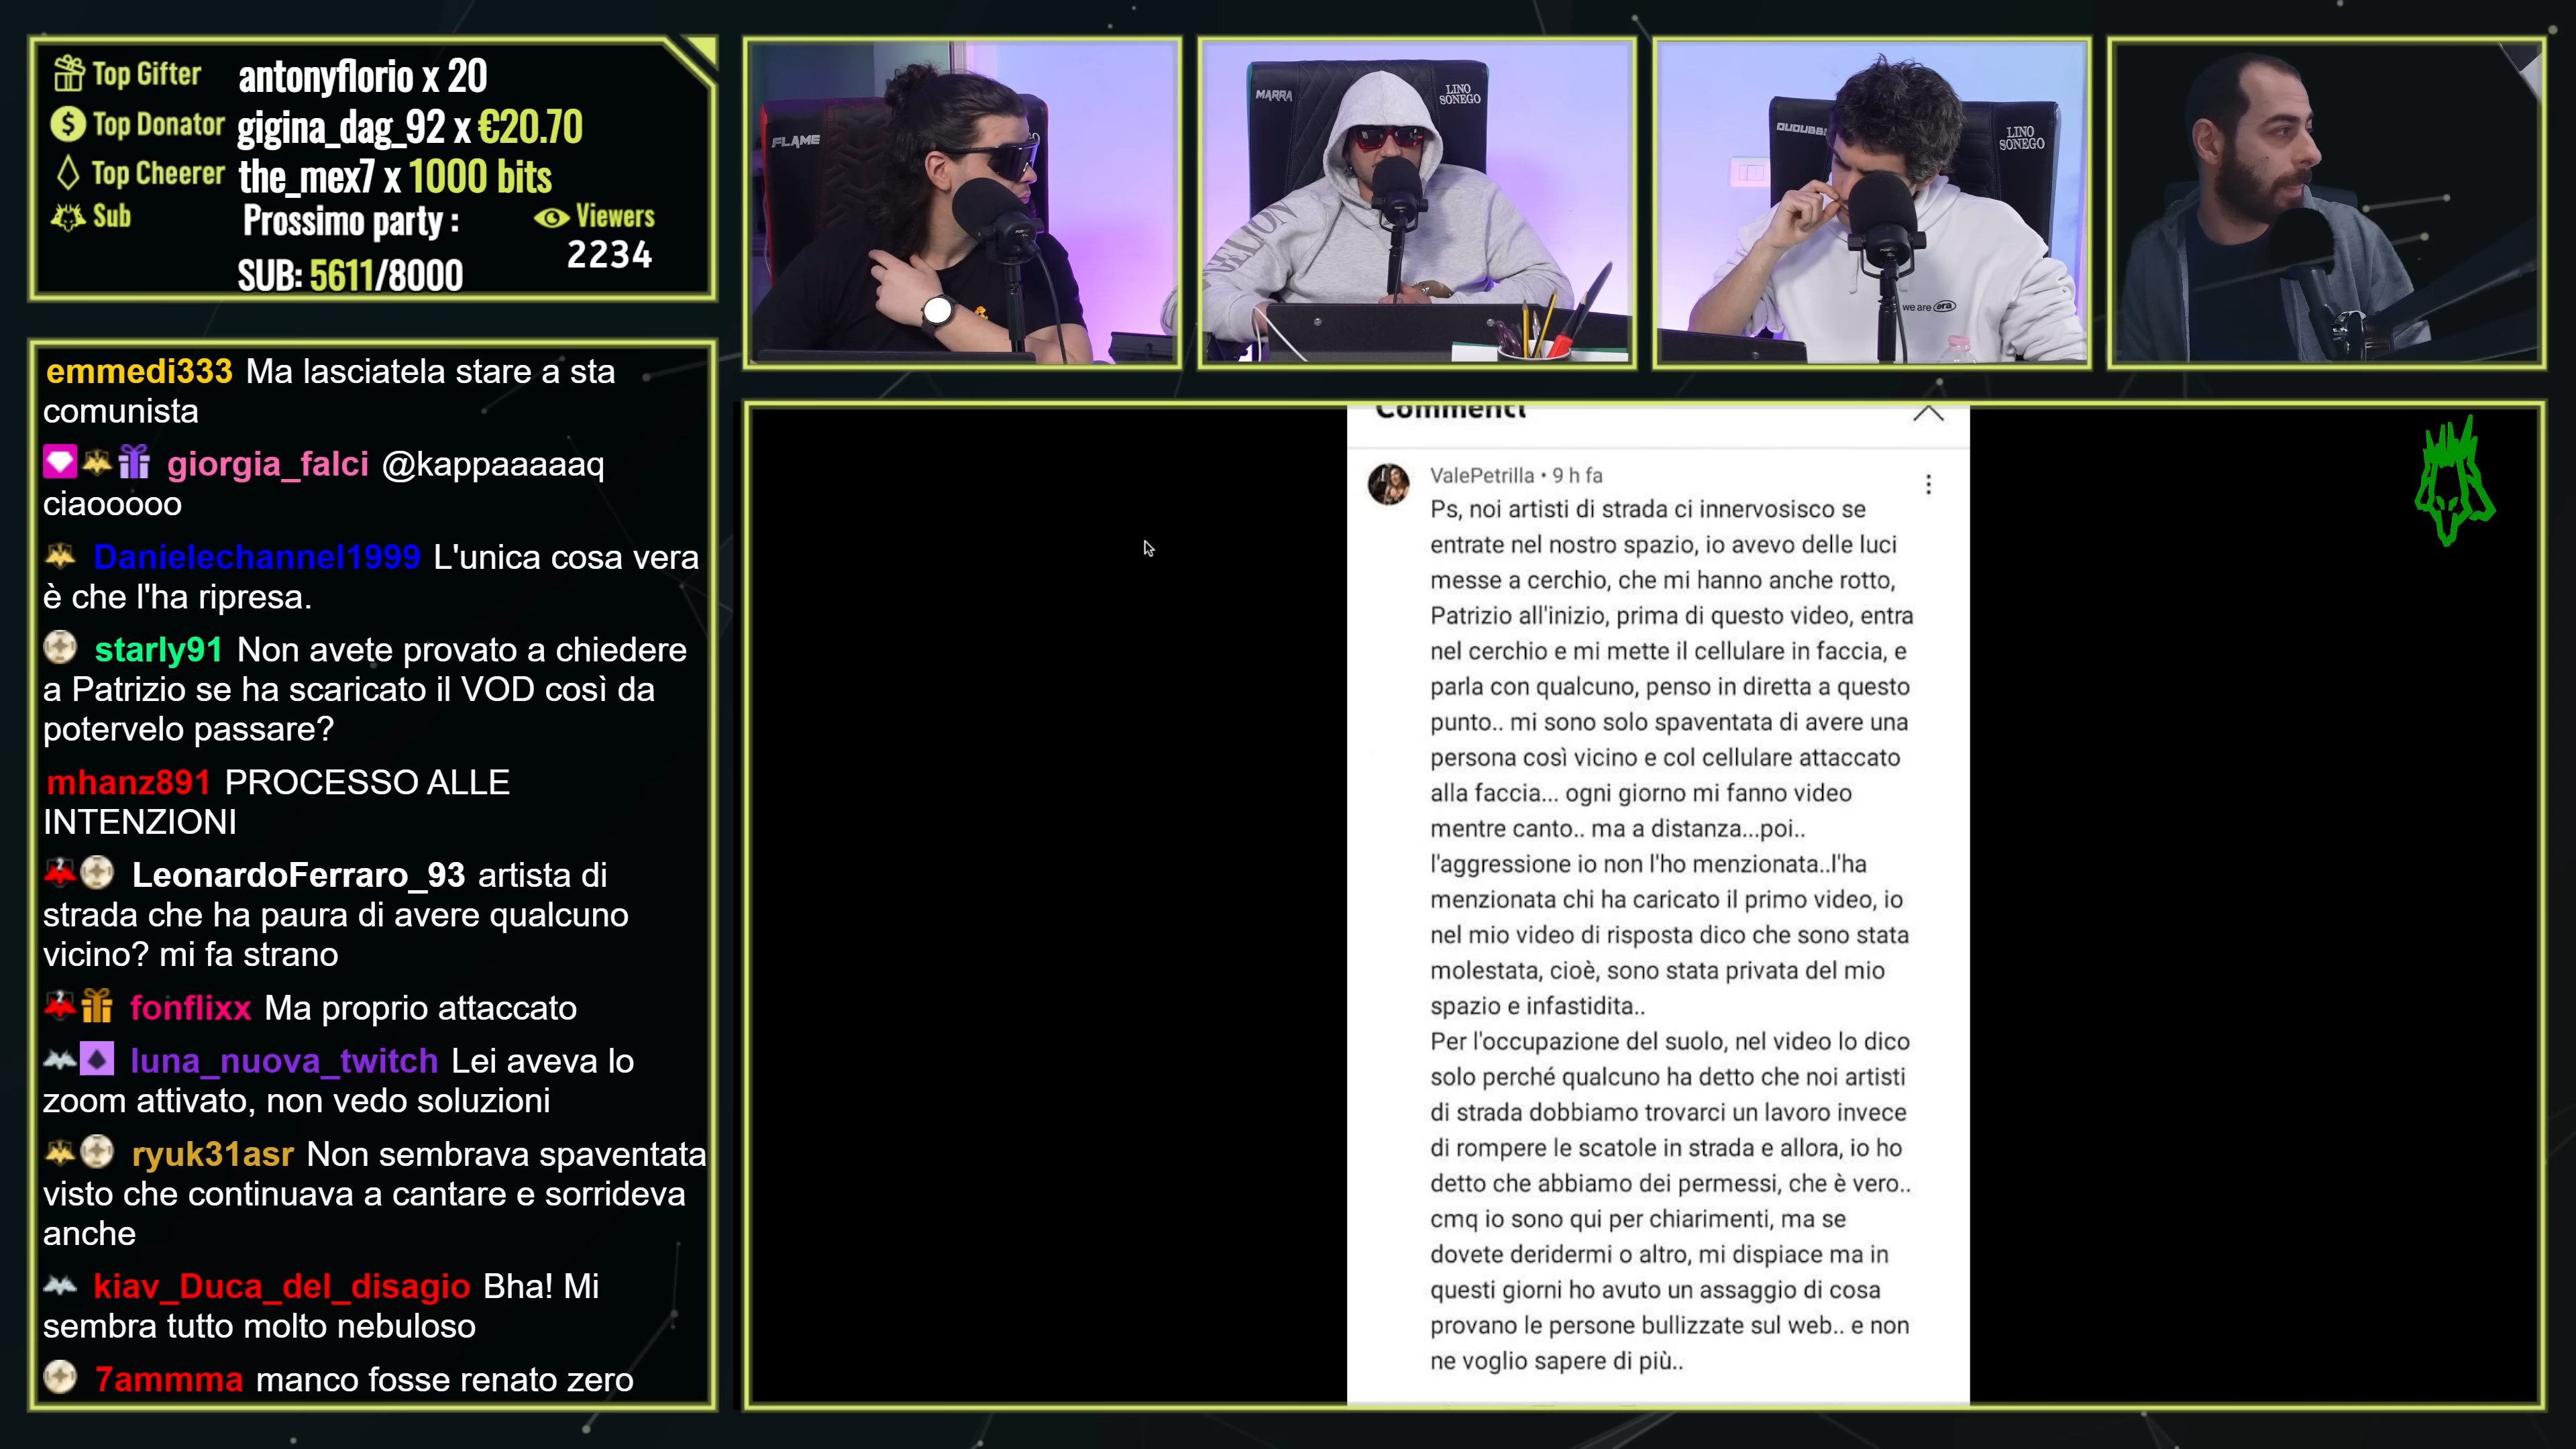 Top Gifter antonyflorio x 20
Top Donator gigina_dag_92 x €20.70
Top Cheerer the_mex7 x 1000 bits
Sub Prossimo party : Viewers
2234
SUB: 5611/8000
FLAME
MARRA
LINO
SONEGO
DUDUBB
LINO
SONEGO
we are era
emmedi333 Ma lasciatela stare a sta
comunista
giorgia_falci @kappaaaaaq
ciaooooo
Danielechannel1999 L'unica cosa vera
è che l'ha ripresa.
starly91 Non avete provato a chiedere
a Patrizio se ha scaricato il VOD così da
potervelo passare?
mhanz891 PROCESSO ALLE
INTENZIONI
LeonardoFerraro_93 artista di
strada che ha paura di avere qualcuno
vicino? mi fa strano
fonflixx Ma proprio attaccato
luna_nuova_twitch Lei aveva lo
zoom attivato, non vedo soluzioni
ryuk31asr Non sembrava spaventata
visto che continuava a cantare e sorrideva
anche
kiav_Duca_del_disagio Bha! Mi
sembra tutto molto nebuloso
7ammma manco fosse renato zero
Commenti
ValePetrilla • 9 h fa
Ps, noi artisti di strada ci innervosisco se
entrate nel nostro spazio, io avevo delle luci
messe a cerchio, che mi hanno anche rotto,
Patrizio all'inizio, prima di questo video, entra
nel cerchio e mi mette il cellulare in faccia, e
parla con qualcuno, penso in diretta a questo
punto.. mi sono solo spaventata di avere una
persona così vicino e col cellulare attaccato
alla faccia... ogni giorno mi fanno video
mentre canto.. ma a distanza...poi..
l'aggressione io non l'ho menzionata..l'ha
menzionata chi ha caricato il primo video, io
nel mio video di risposta dico che sono stata
molestata, cioè, sono stata privata del mio
spazio e infastidita..
Per l'occupazione del suolo, nel video lo dico
solo perché qualcuno ha detto che noi artisti
di strada dobbiamo trovarci un lavoro invece
di rompere le scatole in strada e allora, io ho
detto che abbiamo dei permessi, che è vero..
cmq io sono qui per chiarimenti, ma se
dovete deridermi o altro, mi dispiace ma in
questi giorni ho avuto un assaggio di cosa
provano le persone bullizzate sul web.. e non
ne voglio sapere di più..